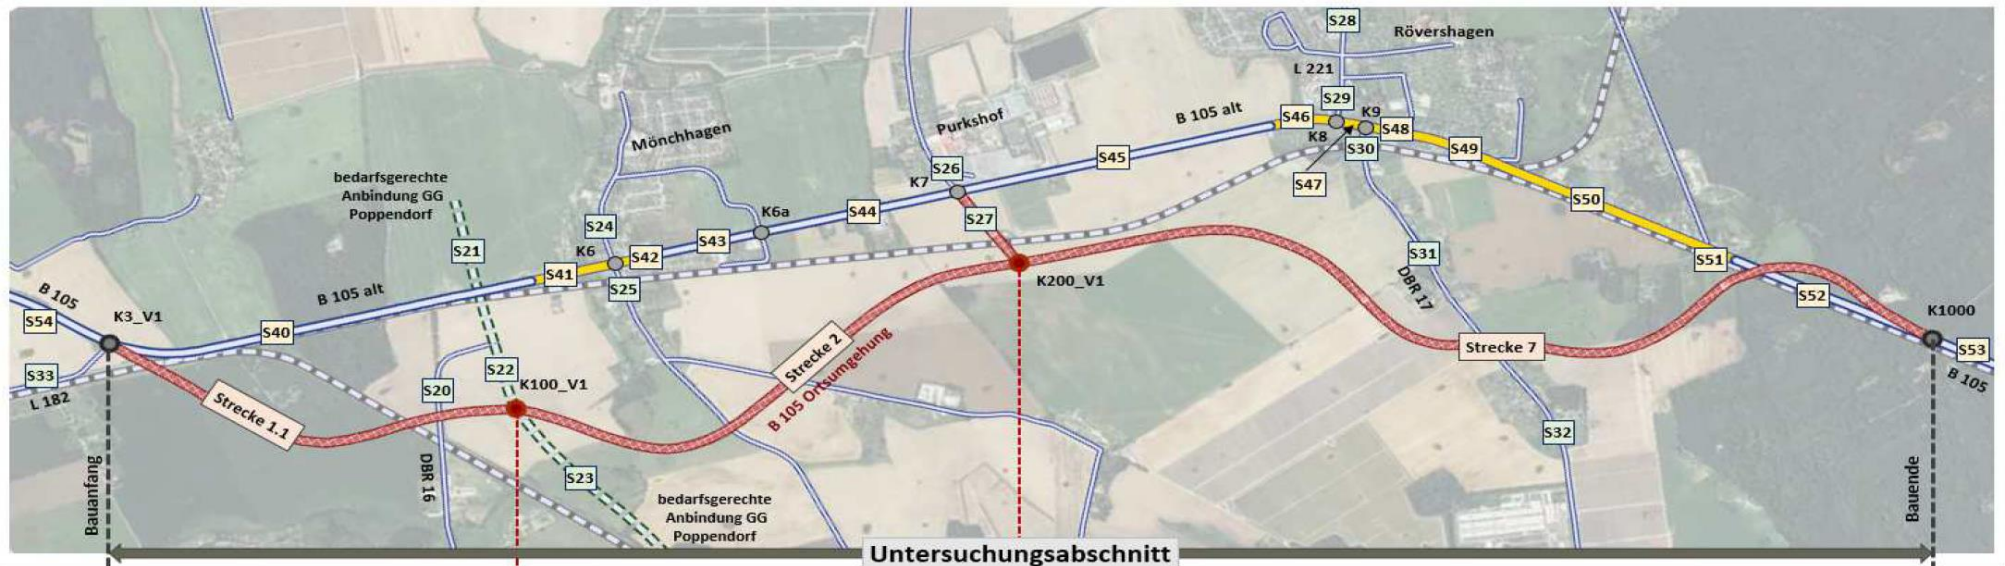 S28
Rövershagen
L 221
S29
K9
S46
K8
S48
S30
S49
S47
B 105 alt
Purkshof
S45
Mönchhagen
S26
K7
S27
K6a
S44
S43
S24
K6
S42
S41
S25
bedarfsgerechte
Anbindung GG
Poppendorf
S21
S50
S51
S52
S31
DBR 17
K1000
S53
B 105
B 105
S54
K3_V1
S40
B 105 alt
K200_V1
S33
L 182
Strecke 1.1
S20
S22
K100_V1
Strecke 2
B 105 Ortsumgehung
Strecke 7
S32
DBR 16
S23
bedarfsgerechte
Anbindung GG
Poppendorf
Bauanfang
Bauende
Untersuchungsabschnitt